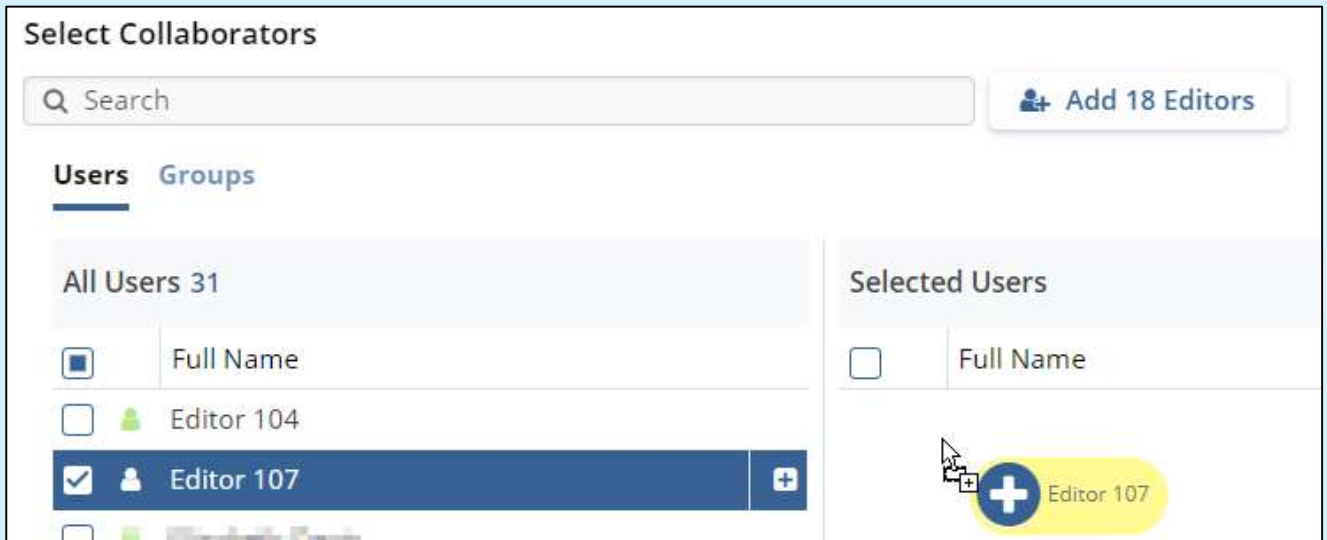 Select Collaborators
Search
Add 18 Editors
Users Groups
All Users 31
Selected Users
Full Name
Full Name
Editor 104
Editor 107
Editor 107